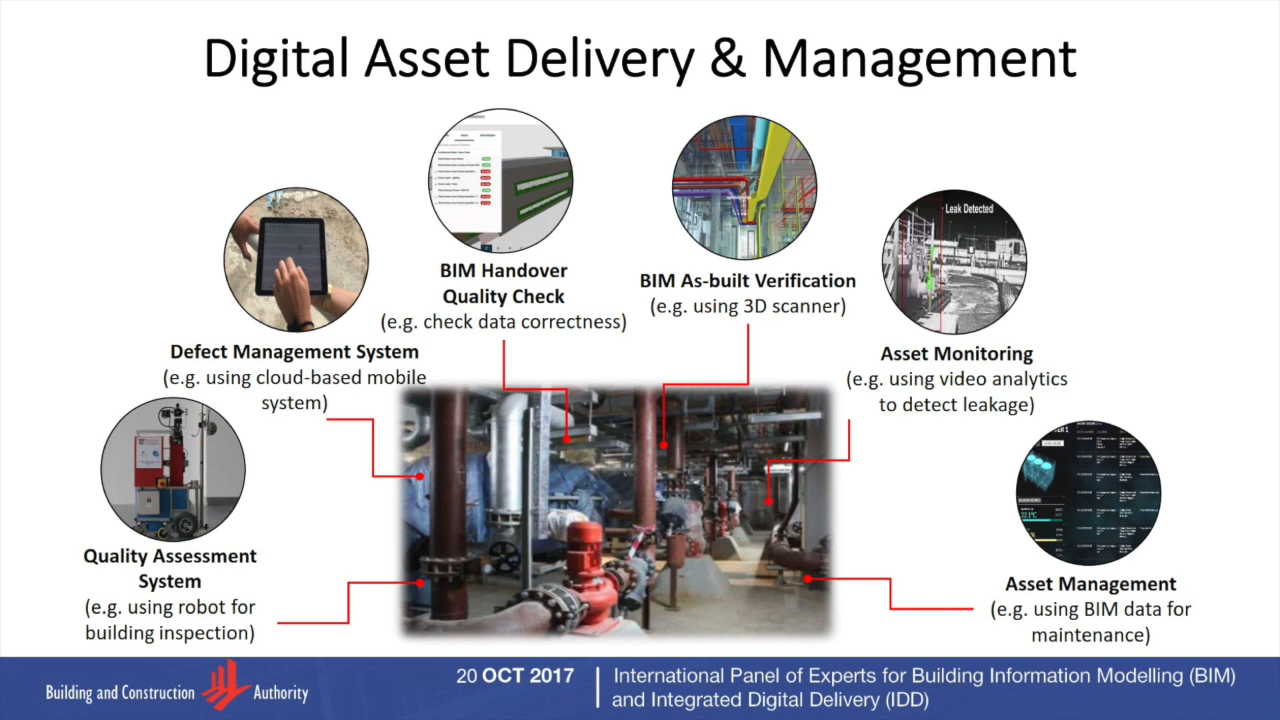 Digital Asset Delivery & Management
BIM Handover
Quality Check
(e.g. check data correctness)
BIM As-built Verification
(e.g. using 3D scanner)
Leak Detected
Defect Management System
(e.g. using cloud-based mobile
system)
Asset Monitoring
(e.g. using video analytics
to detect leakage)
Quality Assessment
System
(e.g. using robot for
building inspection)
22.1°C
Asset Management
(e.g. using BIM data for
maintenance)
Building and Construction Authority
20 OCT 2017
International Panel of Experts for Building Information Modelling (BIM)
and Integrated Digital Delivery (IDD)